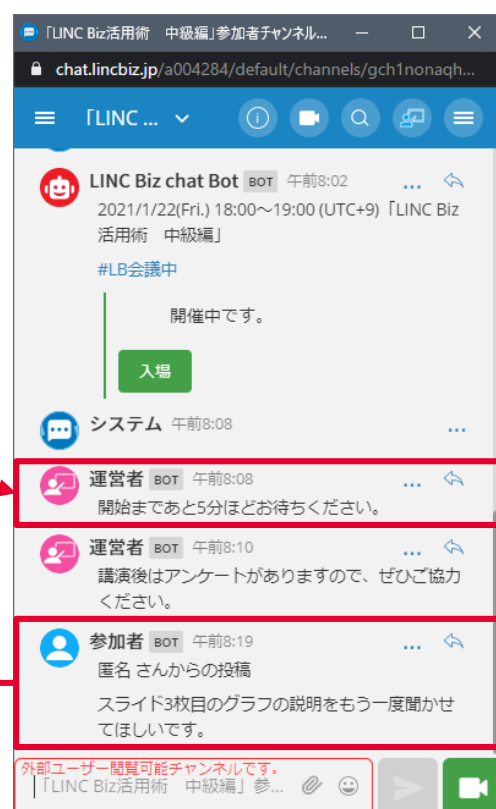 「LINC Biz活用術　中級編」参加者チャンネル...
chat.lincbiz.jp/a004284/default/channels/gch1nonaqh...
「LINC ...
LINC Biz chat Bot BOT 午前8:02
2021/1/22(Fri.) 18:00～19:00 (UTC+9)「LINC Biz
活用術　中級編」
#LB会議中
開催中です。
入場
システム 午前8:08
運営者 BOT 午前8:08
開始まであと5分ほどお待ちください。
運営者 BOT 午前8:10
講演後はアンケートがありますので、ぜひご協力
ください。
参加者 BOT 午前8:19
匿名 さんからの投稿
スライド3枚目のグラフの説明をもう一度聞かせ
てほしいです。
外部ユーザー閲覧可能チャンネルです。
「LINC Biz活用術　中級編」参...